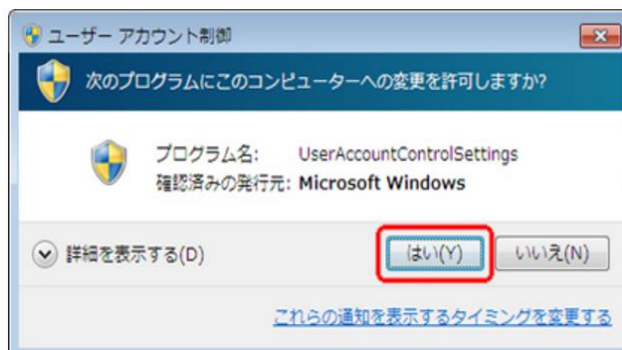 ユーザー アカウント制御
次のプログラムにこのコンピューターへの変更を許可しますか?
プログラム名: UserAccountControlSettings
確認済みの発行元: Microsoft Windows
詳細を表示する(D) はい(Y) いいえ(N)
これらの通知を表示するタイミングを変更する